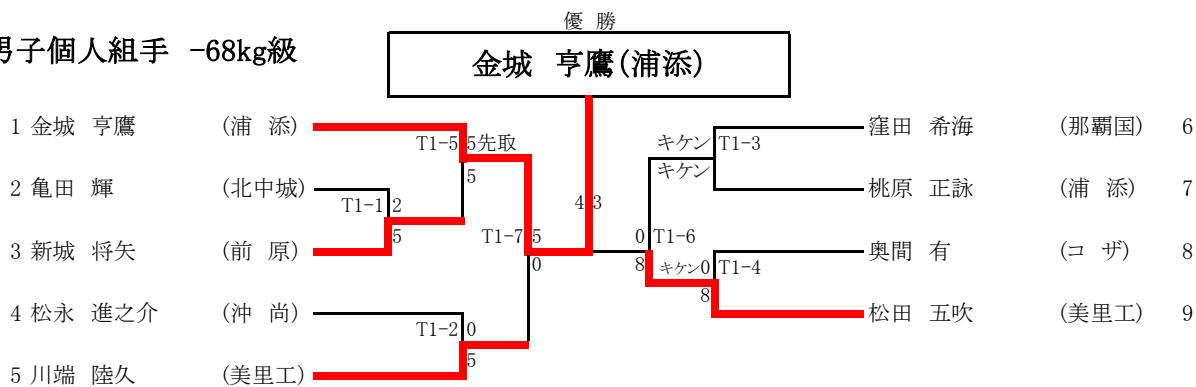 優 勝
男子個人組手 -68kg級
金城 亨鷹(浦添)
1 金城 亨鷹 (浦 添)
T1-5 5先取
5
2 亀田 輝 (北中城)
T1-1 2
5
3 新城 将矢 (前 原)
T1-7 5
0
4 松永 進之介 (沖 尚)
T1-2 0
5
5 川端 陸久 (美里工)
4 3
キケン T1-3
キケン
窪田 希海 (那覇国) 6
桃原 正詠 (浦 添) 7
0 T1-6
8
キケン0 T1-4
8
奥間 有 (コ ザ) 8
松田 五吹 (美里工) 9